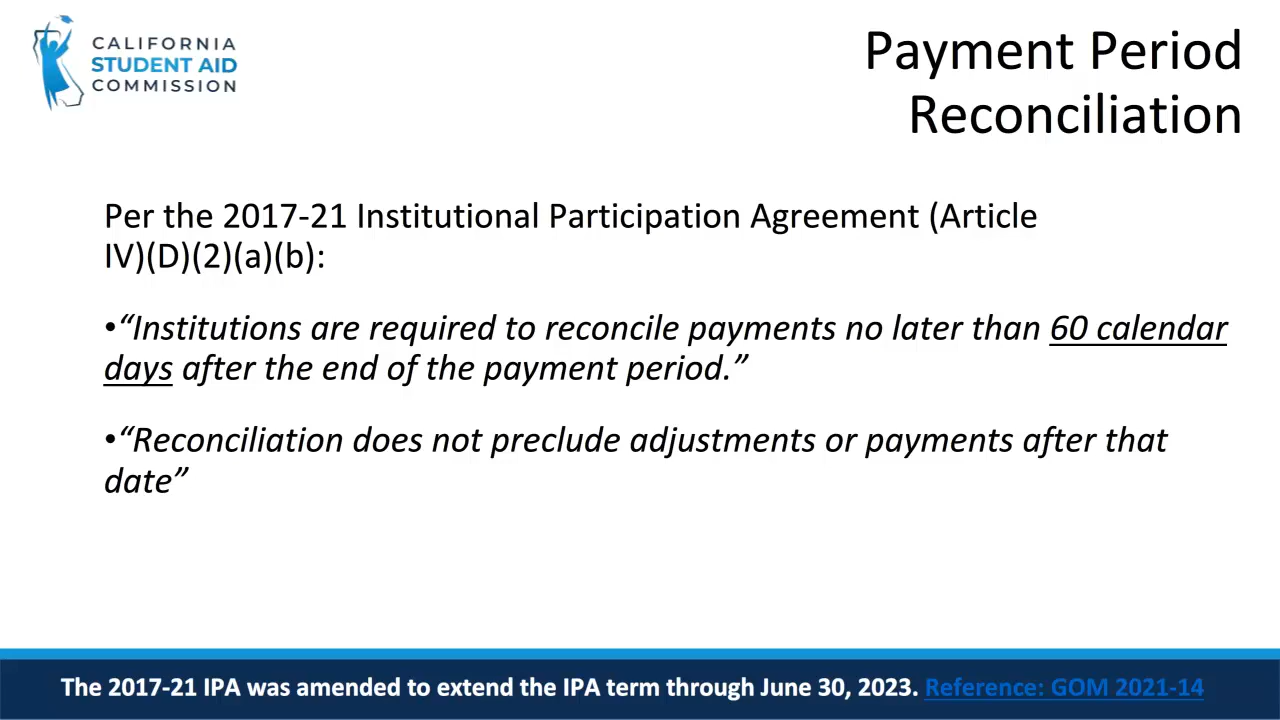 CALIFORNIA
STUDENT AID
COMMISSION
Payment Period
Reconciliation
Per the 2017-21 Institutional Participation Agreement (Article
IV)(D)(2)(a)(b):
•“Institutions are required to reconcile payments no later than 60 calendar
days after the end of the payment period.”
•“Reconciliation does not preclude adjustments or payments after that
date”
The 2017-21 IPA was amended to extend the IPA term through June 30, 2023. Reference: GOM 2021-14